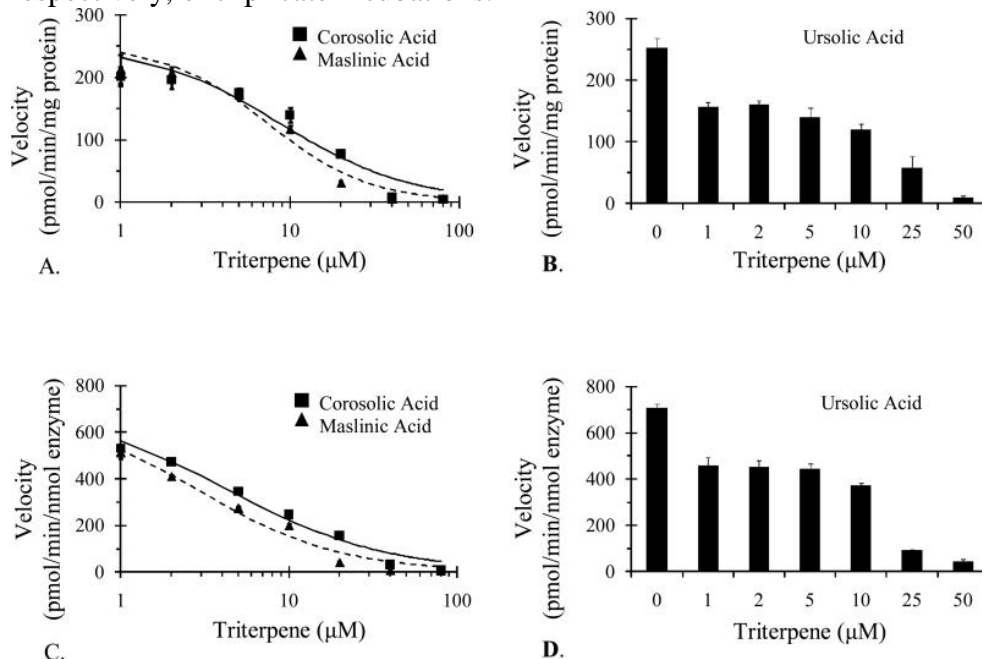 300
200
100
0
Velocity
(pmol/min/mg protein)
Corosolic Acid
Maslinic Acid
1
10
100
Triterpene (μM)
A.
300
200
100
0
Velocity
(pmol/min/mg protein)
Ursolic Acid
0 1 2 5 10 25 50
Triterpene (μM)
B.
800
600
400
200
0
Velocity
(pmol/min/nmol enzyme)
Corosolic Acid
Maslinic Acid
1
10
100
Triterpene (μM)
C.
800
600
400
200
0
Velocity
(pmol/min/nmol enzyme)
Ursolic Acid
0 1 2 5 10 25 50
Triterpene (μM)
D.